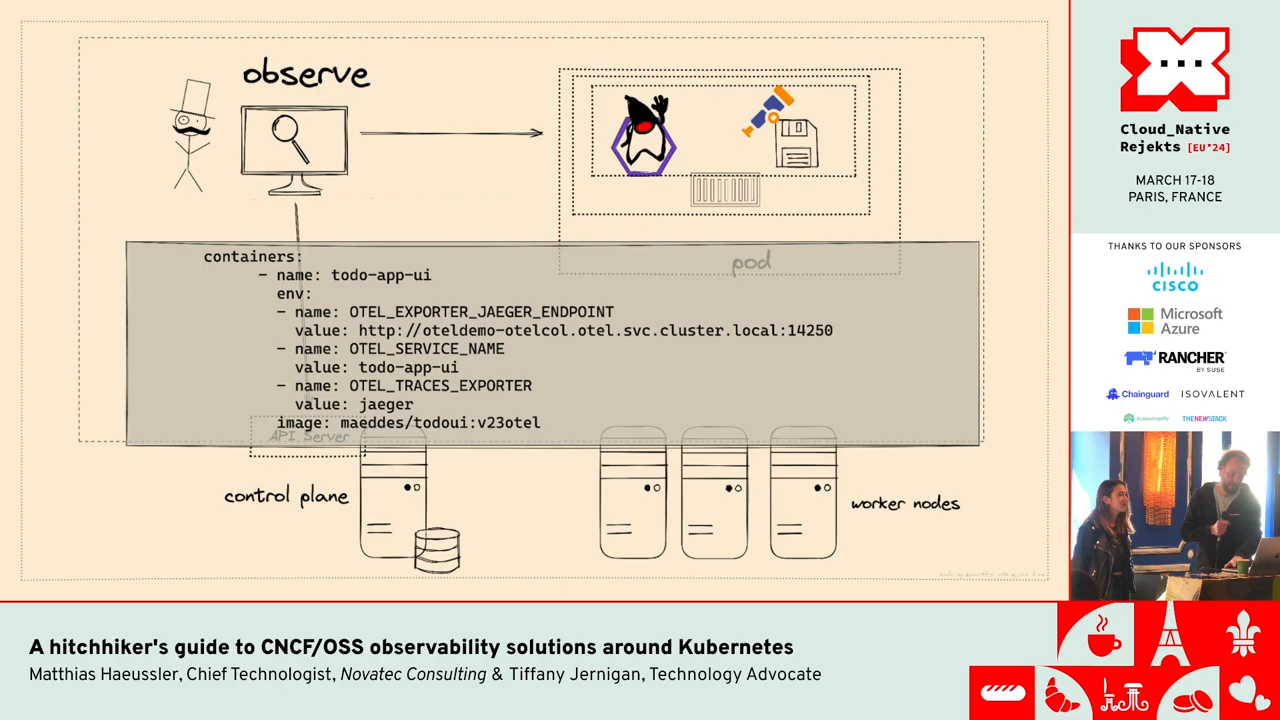 observe
pod
containers:
- name: todo-app-ui
env:
- name: OTEL_EXPORTER_JAEGER_ENDPOINT
value: http://oteldemo-otelcol.otel.svc.cluster.local:14250
- name: OTEL_SERVICE_NAME
value: todo-app-ui
- name: OTEL_TRACES_EXPORTER
value: jaeger
image: maeddes/todoui:v23otel
API Server
control plane
worker nodes
Cloud_Native
Rejekts [EU'24]
MARCH 17-18
PARIS, FRANCE
THANKS TO OUR SPONSORS
CISCO
Microsoft
Azure
RANCHER
BY SUSE
Chainguard
ISOVALENT
Kubesimplify
THENEWSTACK
A hitchhiker's guide to CNCF/OSS observability solutions around Kubernetes
Matthias Haeussler, Chief Technologist, Novatec Consulting & Tiffany Jernigan, Technology Advocate